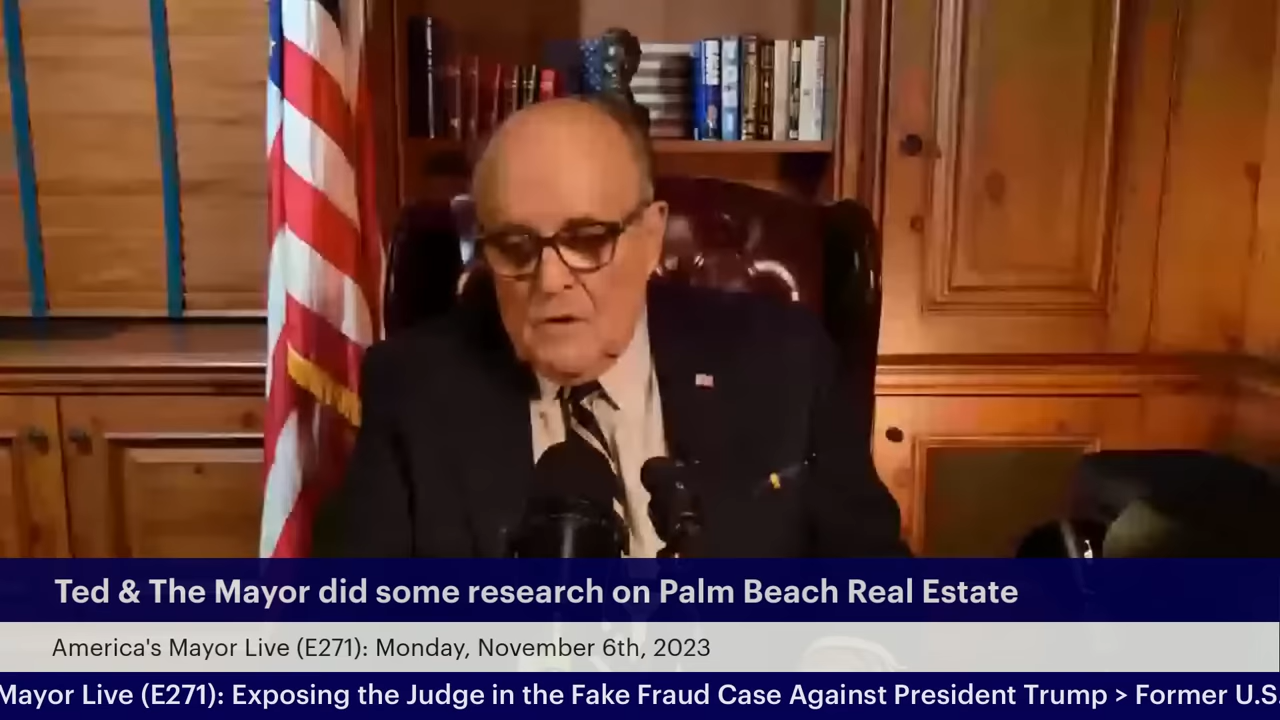 Ted & The Mayor did some research on Palm Beach Real Estate
America's Mayor Live (E271): Monday, November 6th, 2023
Mayor Live (E271): Exposing the Judge in the Fake Fraud Case Against President Trump > Former U.S.